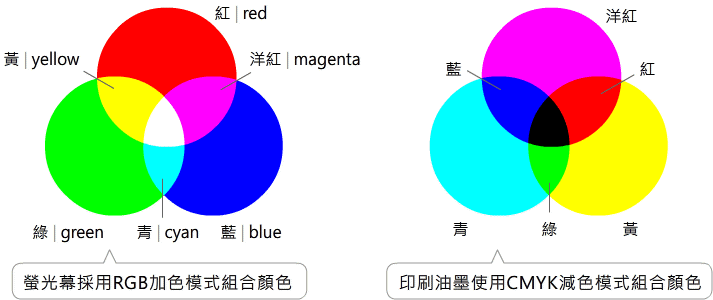 紅 | red
黃 | yellow
洋紅 | magenta
綠 | green
青 | cyan
藍 | blue
螢光幕採用RGB加色模式組合顏色
洋紅
藍
紅
青
綠
黃
印刷油墨使用CMYK減色模式組合顏色